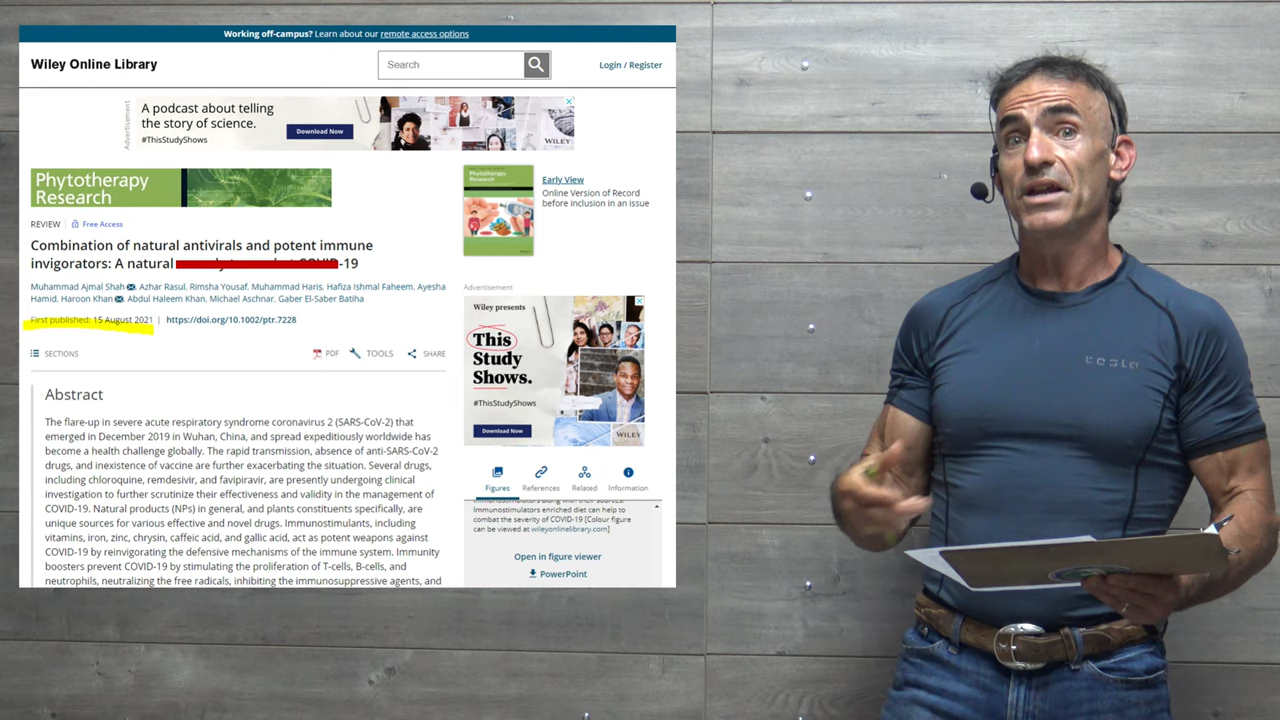 Working off-campus? Learn about our remote access options
Wiley Online Library
Search
Login / Register
Advertisement
A podcast about telling
the story of science.
#ThisStudyShows
Download Now
WILEY
Phytotherapy
Research
Phytotherapy
Research
Early View
Online Version of Record
before inclusion in an issue
REVIEW | Free Access
Combination of natural antivirals and potent immune
invigorators: A natural -19
Muhammad Ajmal Shah, Azhar Rasul, Rimsha Yousaf, Muhammad Haris, Hafiza Ishmal Faheem, Ayesha
Hamid, Haroon Khan, Abdul Haleem Khan, Michael Aschnar, Gaber El-Saber Batiha
First published: 15 August 2021 | https://doi.org/10.1002/ptr.7228
SECTIONS
PDF
TOOLS
SHARE
Abstract
The flare-up in severe acute respiratory syndrome coronavirus 2 (SARS-CoV-2) that
emerged in December 2019 in Wuhan, China, and spread expeditiously worldwide has
become a health challenge globally. The rapid transmission, absence of anti-SARS-CoV-2
drugs, and inexistence of vaccine are further exacerbating the situation. Several drugs,
including chloroquine, remdesivir, and favipiravir, are presently undergoing clinical
investigation to further scrutinize their effectiveness and validity in the management of
COVID-19. Natural products (NPs) in general, and plants constituents specifically, are
unique sources for various effective and novel drugs. Immunostimulants, including
vitamins, iron, zinc, chrysin, caffeic acid, and gallic acid, act as potent weapons against
COVID-19 by reinvigorating the defensive mechanisms of the immune system. Immunity
boosters prevent COVID-19 by stimulating the proliferation of T-cells, B-cells, and
neutrophils, neutralizing the free radicals, inhibiting the immunosuppressive agents, and
Advertisement
Wiley presents
This
Study
Shows.
#ThisStudyShows
Download Now
WILEY
Figures
References
Related
Information
Immunostimulators along with their sources.
Immunostimulators enriched diet can help to
combat the severity of COVID-19 [Colour figure
can be viewed at wileyonlinelibrary.com]
Open in figure viewer
PowerPoint
tesla